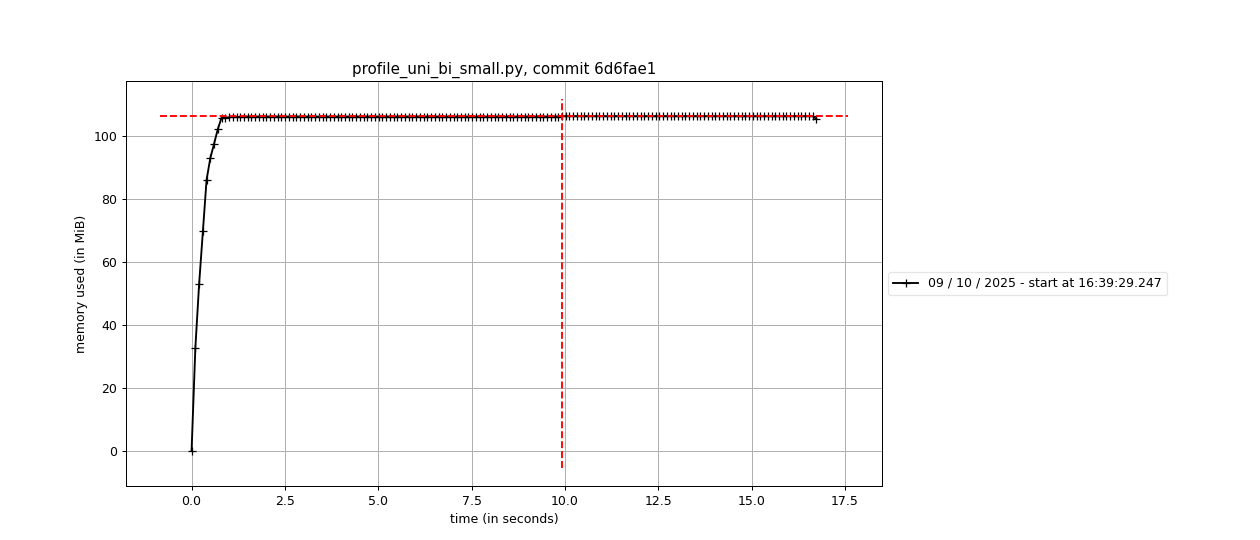 profile_uni_bi_small.py, commit 6d6fae1
memory used (in MiB)
100
80
60
40
20
0
0.0 2.5 5.0 7.5 10.0 12.5 15.0 17.5
time (in seconds)
09 / 10 / 2025 - start at 16:39:29.247